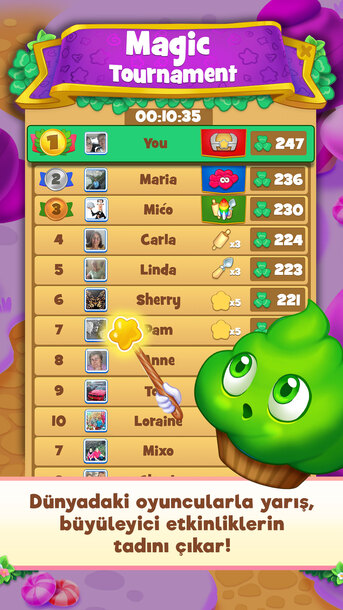 Magic
Tournament
00:10:35
1 You 247
2 Maria 236
3 Mićo 230
4 Carla x3 224
5 Linda x3 223
6 Sherry x5 221
7 x5
8
9
10 Loraine
7 Mixo
Dünyadaki oyuncularla yarış,
büyüleyici etkinliklerin
tadını çıkar!